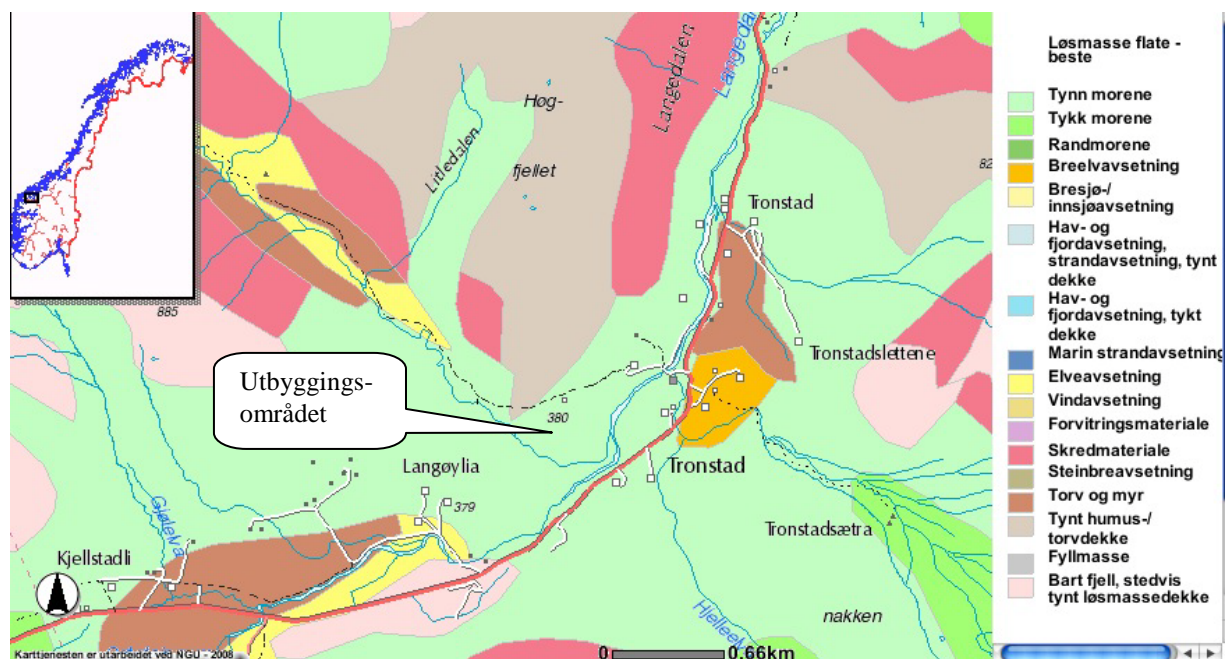 Langedalen
Langedal
Høg-
fjellet
Litledalen
82
Tronstad
885
Tronstadslettene
Utbyggings-
området
380
Langøylia
Tronstad
379
Gjølelva
Tronstadsætra
Kjellstadli
nakken
Karttjenesten er utarbeidet ved NGU - 2008
0 0.66km
Løsmasse flate -
beste
Tynn morene
Tykk morene
Randmorene
Breelvavsetning
Bresjø-/
innsjøavsetning
Hav- og
fjordavsetning,
strandavsetning, tynt
dekke
Hav- og
fjordavsetning, tykt
dekke
Marin strandavsetning
Elveavsetning
Vindavsetning
Forvitringsmateriale
Skredmateriale
Steinbreavsetning
Torv og myr
Tynt humus-/
torvdekke
Fyllmasse
Bart fjell, stedvis
tynt løsmassedekke